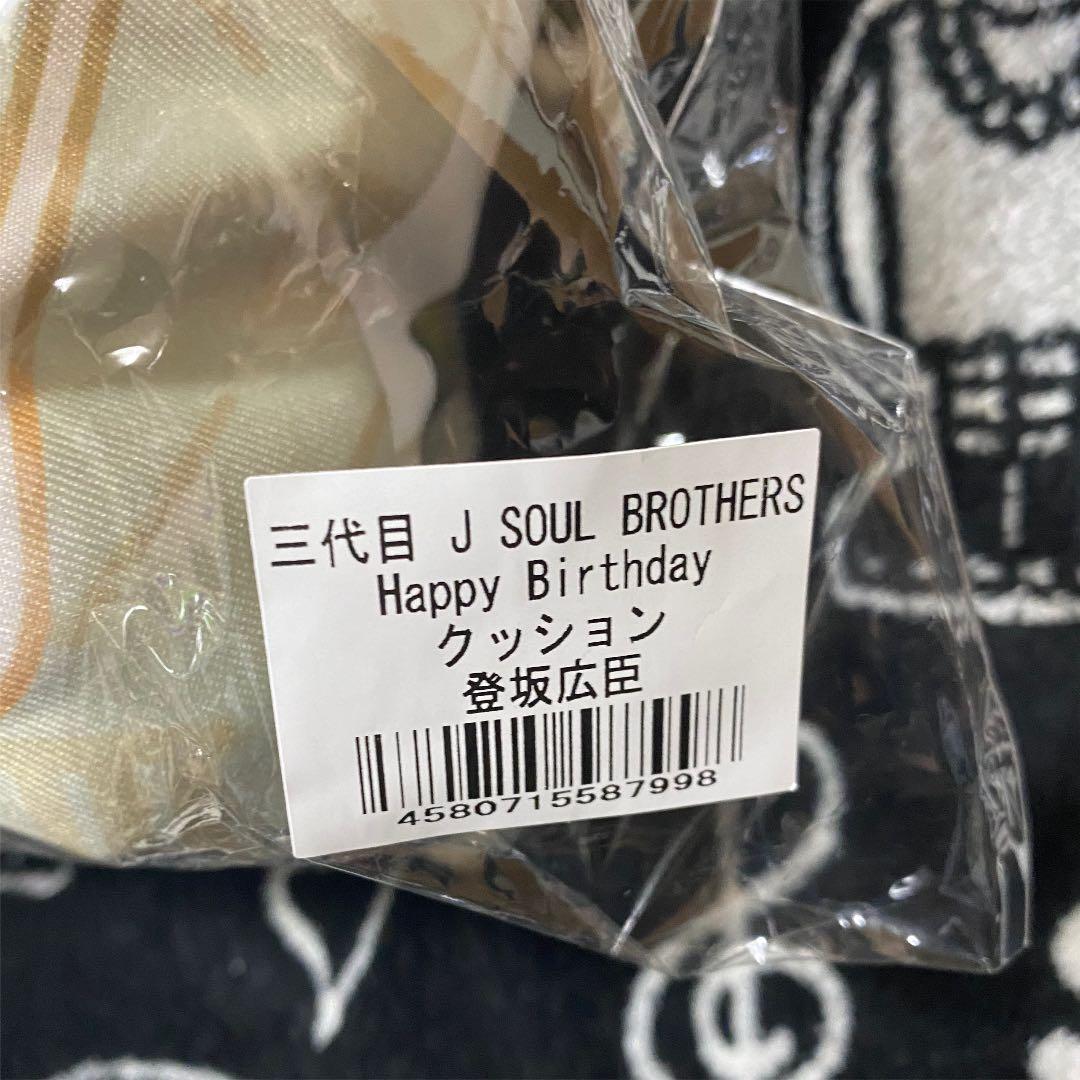 三代目 J SOUL BROTHERS
Happy Birthday
クッション
登坂広臣
4580715587998